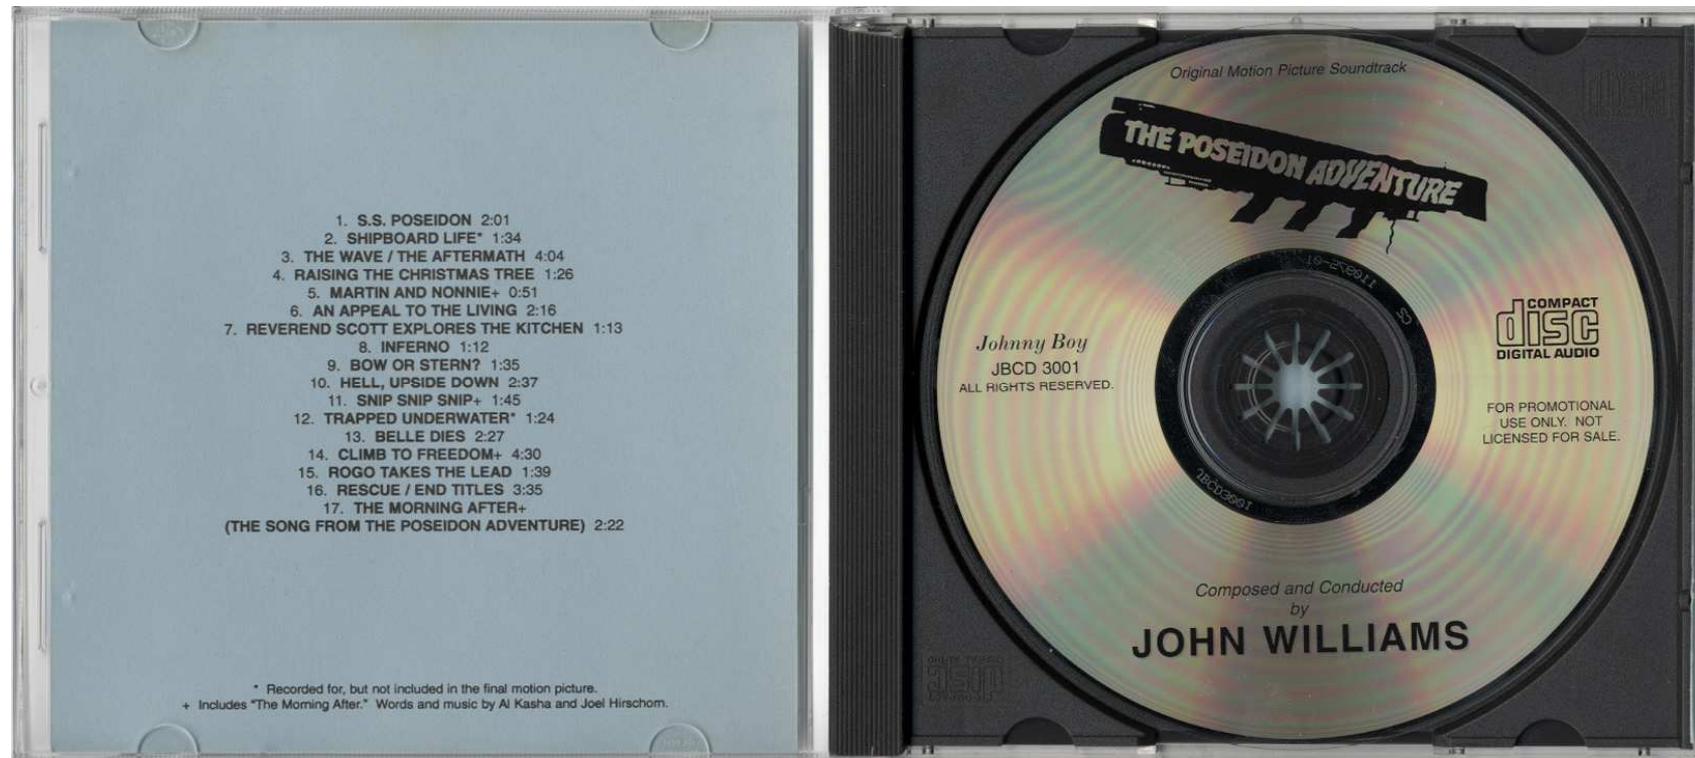 1. S.S. POSEIDON 2:01
2. SHIPBOARD LIFE* 1:34
3. THE WAVE / THE AFTERMATH 4:04
4. RAISING THE CHRISTMAS TREE 1:26
5. MARTIN AND NONNIE+ 0:51
6. AN APPEAL TO THE LIVING 2:16
7. REVEREND SCOTT EXPLORES THE KITCHEN 1:13
8. INFERNO 1:12
9. BOW OR STERN? 1:35
10. HELL, UPSIDE DOWN 2:37
11. SNIP SNIP SNIP+ 1:45
12. TRAPPED UNDERWATER* 1:24
13. BELLE DIES 2:27
14. CLIMB TO FREEDOM+ 4:30
15. ROGO TAKES THE LEAD 1:39
16. RESCUE / END TITLES 3:35
17. THE MORNING AFTER+
(THE SONG FROM THE POSEIDON ADVENTURE) 2:22
* Recorded for, but not included in the final motion picture.
+ Includes "The Morning After." Words and music by Al Kasha and Joel Hirschorn.
Original Motion Picture Soundtrack
THE POSEIDON ADVENTURE
Johnny Boy
JBCD 3001
ALL RIGHTS RESERVED.
COMPACT
disc
DIGITAL AUDIO
FOR PROMOTIONAL
USE ONLY. NOT
LICENSED FOR SALE.
JBCD3001
Composed and Conducted
by
JOHN WILLIAMS